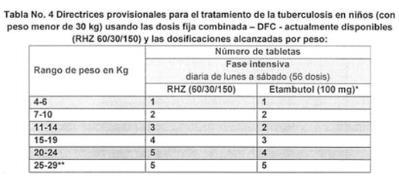 Tabla No. 4 Directrices provisionales para el tratamiento de la tuberculosis en niños (con
peso menor de 30 kg) usando las dosis fija combinada – DFC - actualmente disponibles
(RHZ 60/30/150) y las dosificaciones alcanzadas por peso:
Rango de peso en Kg
Número de tabletas
Fase intensiva
diaria de lunes a sábado (56 dosis)
RHZ (60/30/150) Etambutol (100 mg)*
4-6 1 1
7-10 2 2
11-14 3 2
15-19 4 3
20-24 5 4
25-29** 5 5